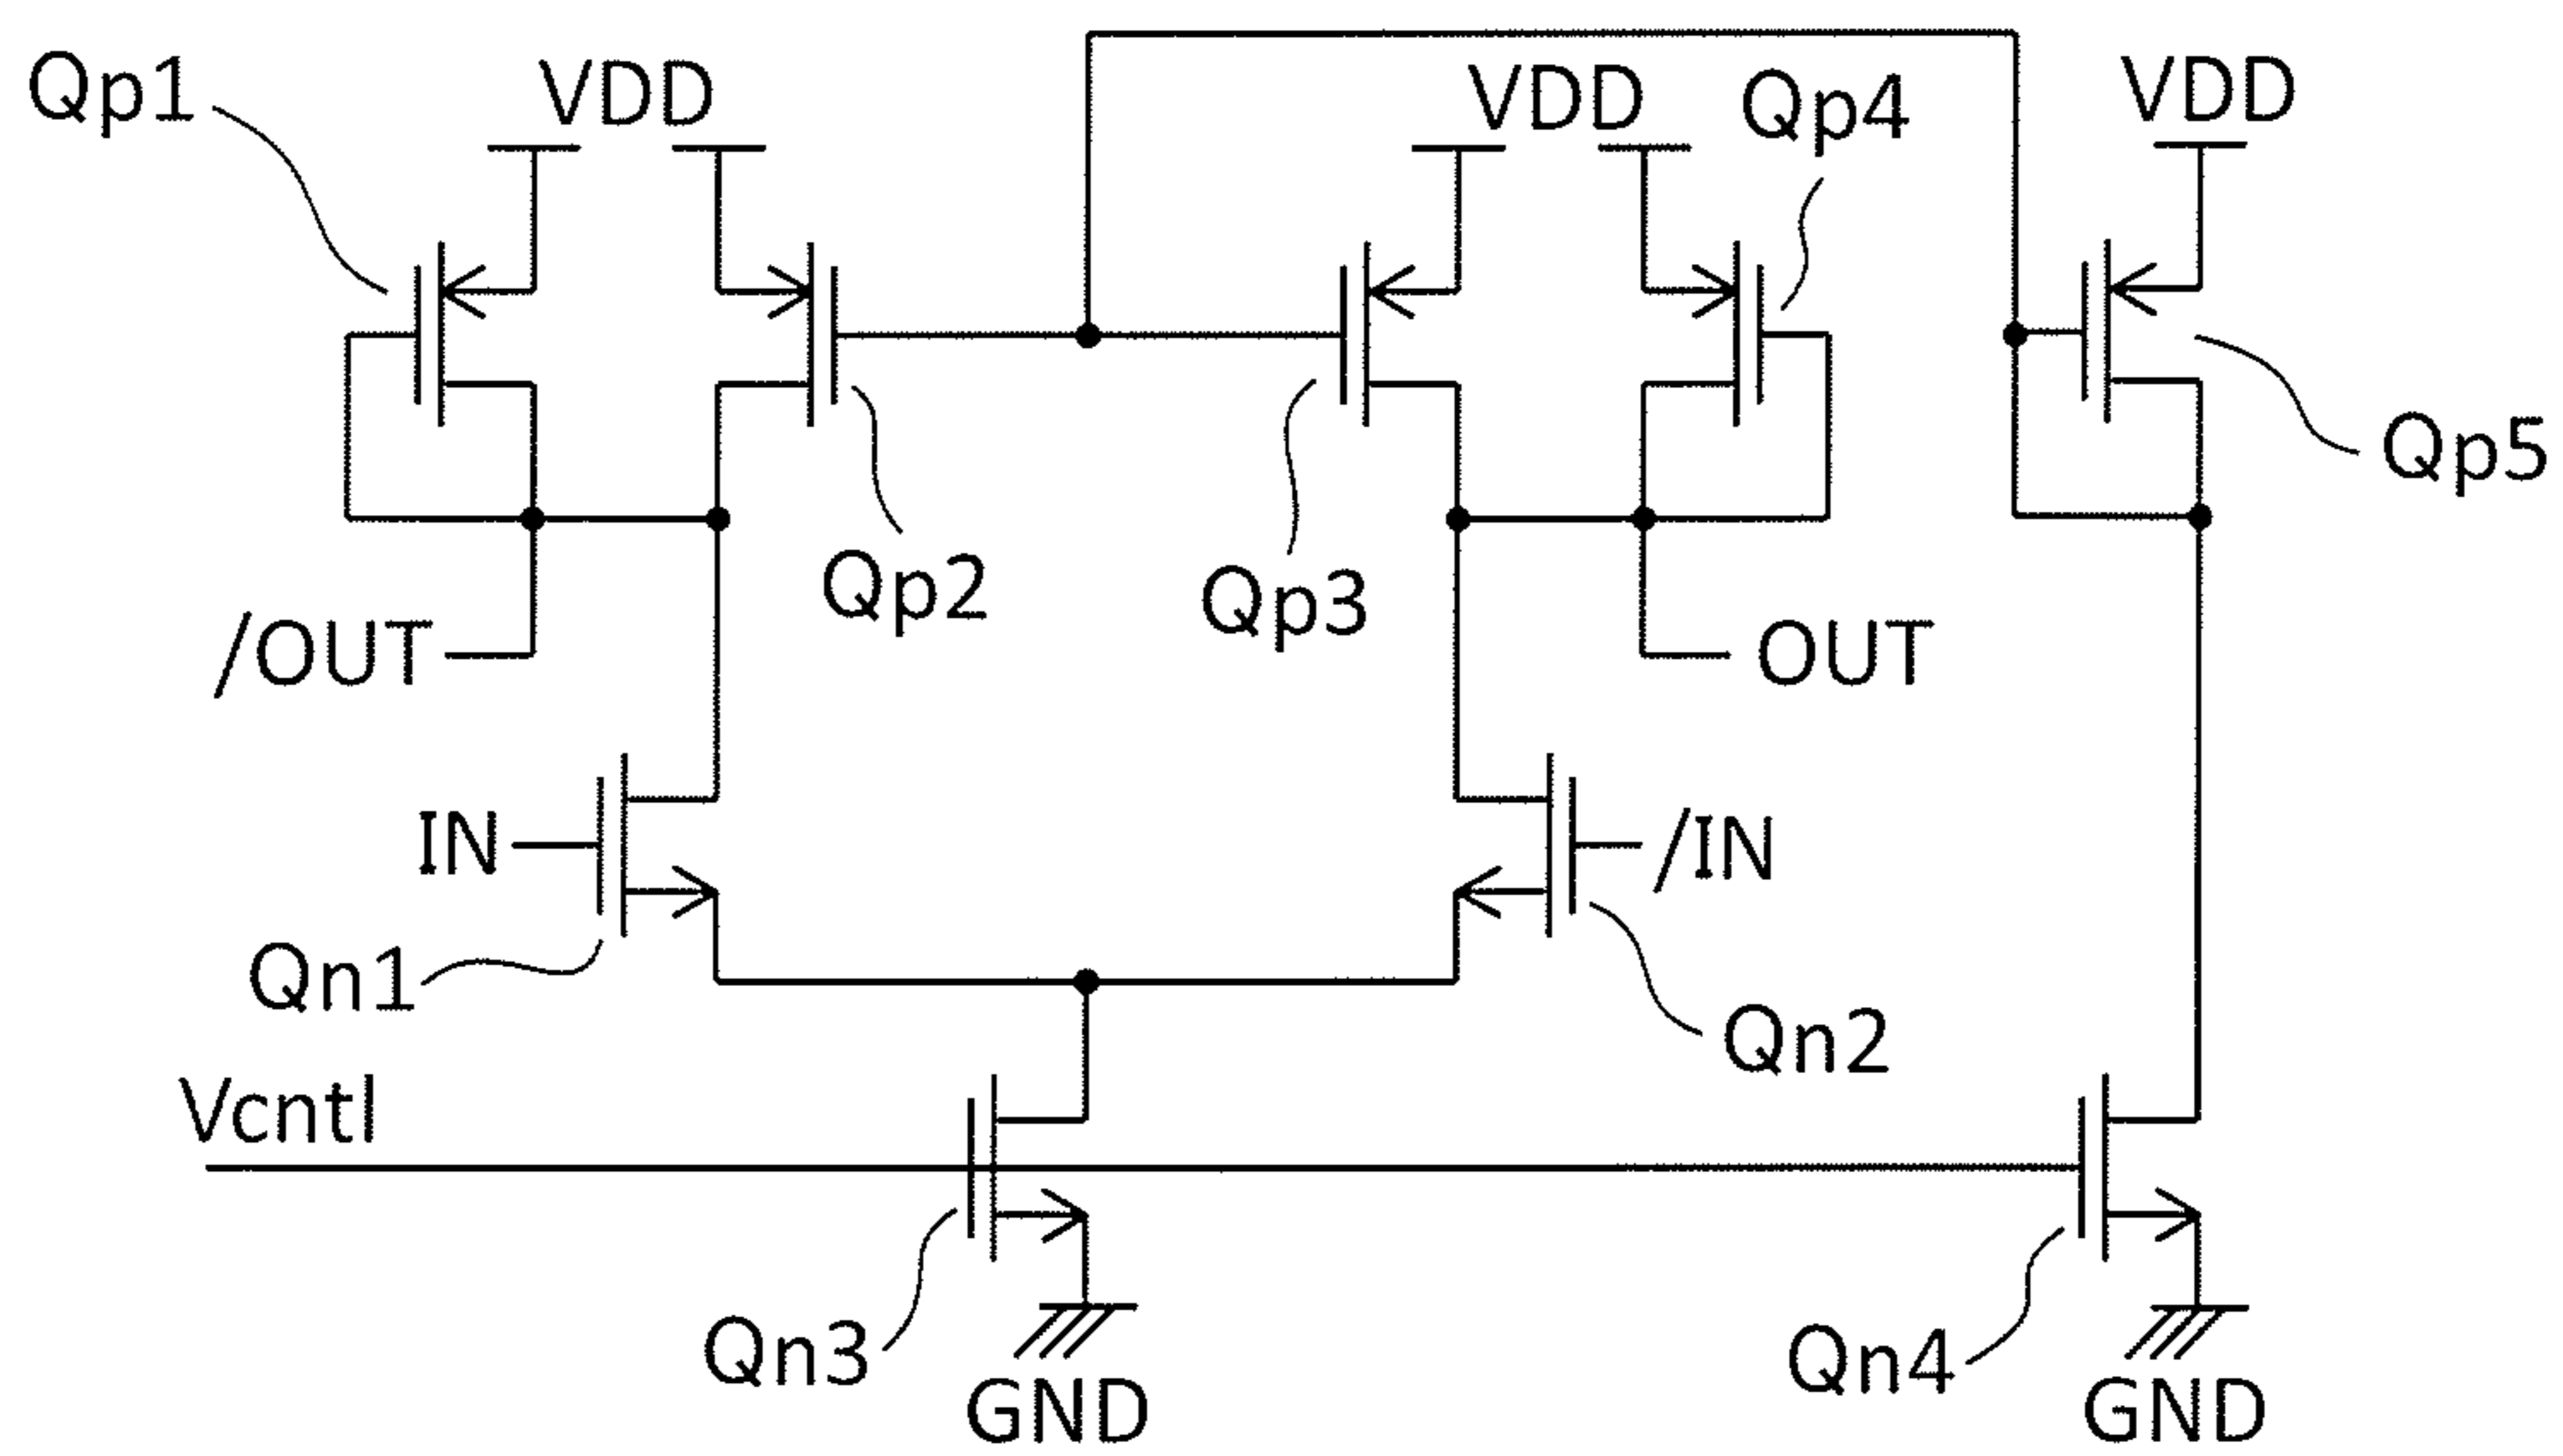 Qp1
VDD
VDD
Qp4
VDD
Qp5
Qp2
Qp3
/OUT
OUT
IN
/IN
Qn1
Qn2
Vcntl
Qn3
Qn4
GND
GND